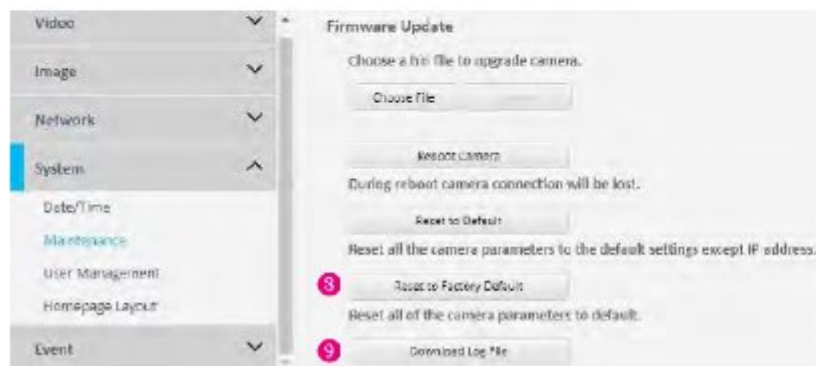 Video
Image
Network
System
Date/Time
Maintenance
User Management
Homepage Layout
Event
Firmware Update
Choose a bin file to upgrade camera.
Choose File
Reboot Camera
During reboot camera connection will be lost.
Reset to Default
Reset all the camera parameters to the default settings except IP address.
8 Reset to Factory Default
Reset all of the camera parameters to default.
9 Download Log File